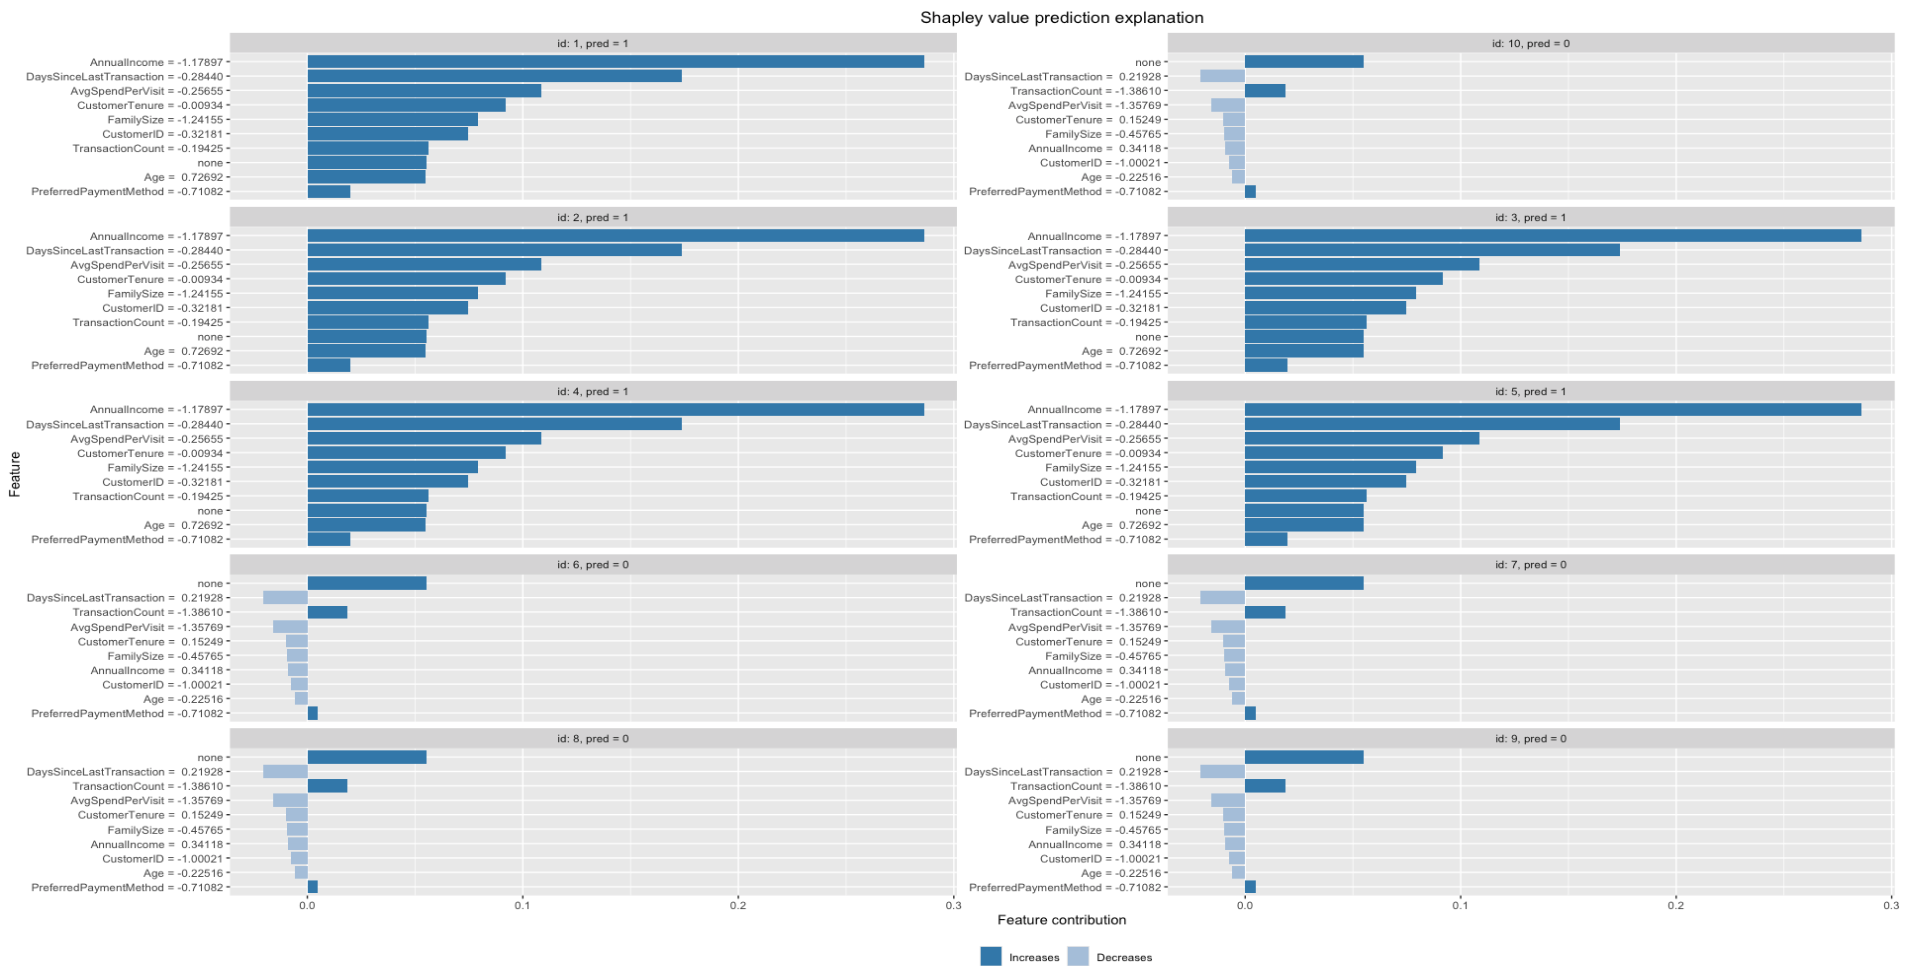 Shapley value prediction explanation
id: 1, pred = 1
AnnualIncome = -1.17897
DaysSinceLastTransaction = -0.28440
AvgSpendPerVisit = -0.25655
CustomerTenure = -0.00934
FamilySize = -1.24155
CustomerID = -0.32181
TransactionCount = -0.19425
none
Age = 0.72692
PreferredPaymentMethod = -0.71082
id: 10, pred = 0
none
DaysSinceLastTransaction = 0.21928
TransactionCount = -1.38610
AvgSpendPerVisit = -1.35769
CustomerTenure = 0.15249
FamilySize = -0.45765
AnnualIncome = 0.34118
CustomerID = -1.00021
Age = -0.22516
PreferredPaymentMethod = -0.71082
id: 2, pred = 1
AnnualIncome = -1.17897
DaysSinceLastTransaction = -0.28440
AvgSpendPerVisit = -0.25655
CustomerTenure = -0.00934
FamilySize = -1.24155
CustomerID = -0.32181
TransactionCount = -0.19425
none
Age = 0.72692
PreferredPaymentMethod = -0.71082
id: 3, pred = 1
AnnualIncome = -1.17897
DaysSinceLastTransaction = -0.28440
AvgSpendPerVisit = -0.25655
CustomerTenure = -0.00934
FamilySize = -1.24155
CustomerID = -0.32181
TransactionCount = -0.19425
none
Age = 0.72692
PreferredPaymentMethod = -0.71082
id: 4, pred = 1
AnnualIncome = -1.17897
DaysSinceLastTransaction = -0.28440
AvgSpendPerVisit = -0.25655
CustomerTenure = -0.00934
FamilySize = -1.24155
CustomerID = -0.32181
TransactionCount = -0.19425
none
Age = 0.72692
PreferredPaymentMethod = -0.71082
id: 5, pred = 1
AnnualIncome = -1.17897
DaysSinceLastTransaction = -0.28440
AvgSpendPerVisit = -0.25655
CustomerTenure = -0.00934
FamilySize = -1.24155
CustomerID = -0.32181
TransactionCount = -0.19425
none
Age = 0.72692
PreferredPaymentMethod = -0.71082
id: 6, pred = 0
none
DaysSinceLastTransaction = 0.21928
TransactionCount = -1.38610
AvgSpendPerVisit = -1.35769
CustomerTenure = 0.15249
FamilySize = -0.45765
AnnualIncome = 0.34118
CustomerID = -1.00021
Age = -0.22516
PreferredPaymentMethod = -0.71082
id: 7, pred = 0
none
DaysSinceLastTransaction = 0.21928
TransactionCount = -1.38610
AvgSpendPerVisit = -1.35769
CustomerTenure = 0.15249
FamilySize = -0.45765
AnnualIncome = 0.34118
CustomerID = -1.00021
Age = -0.22516
PreferredPaymentMethod = -0.71082
id: 8, pred = 0
none
DaysSinceLastTransaction = 0.21928
TransactionCount = -1.38610
AvgSpendPerVisit = -1.35769
CustomerTenure = 0.15249
FamilySize = -0.45765
AnnualIncome = 0.34118
CustomerID = -1.00021
Age = -0.22516
PreferredPaymentMethod = -0.71082
id: 9, pred = 0
none
DaysSinceLastTransaction = 0.21928
TransactionCount = -1.38610
AvgSpendPerVisit = -1.35769
CustomerTenure = 0.15249
FamilySize = -0.45765
AnnualIncome = 0.34118
CustomerID = -1.00021
Age = -0.22516
PreferredPaymentMethod = -0.71082
0.0 0.1 0.2 0.3
0.0 0.1 0.2 0.3
Feature
Feature contribution
Increases Decreases